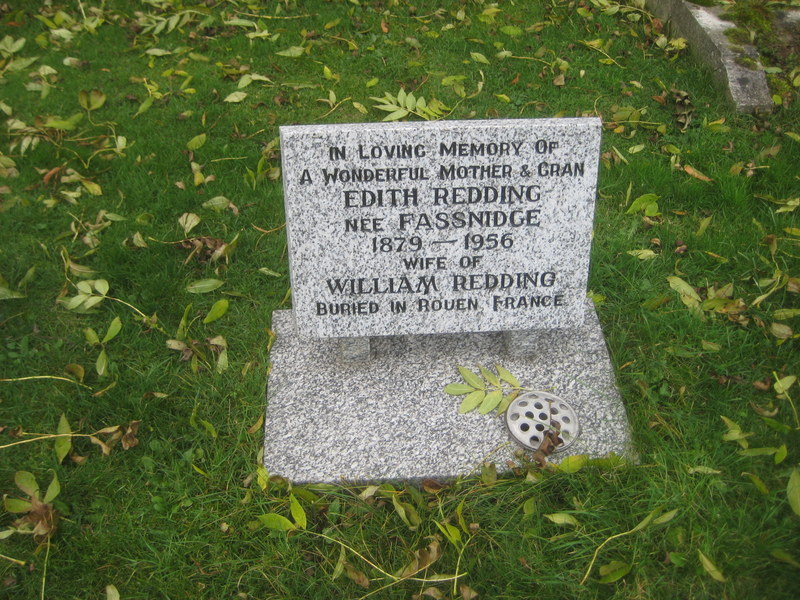 In Loving Memory Of
A Wonderful Mother & Gran
EDITH REDDING
NEE FASSNIDGE
1879 — 1956
WIFE OF
WILLIAM REDDING
Buried in Rouen, France